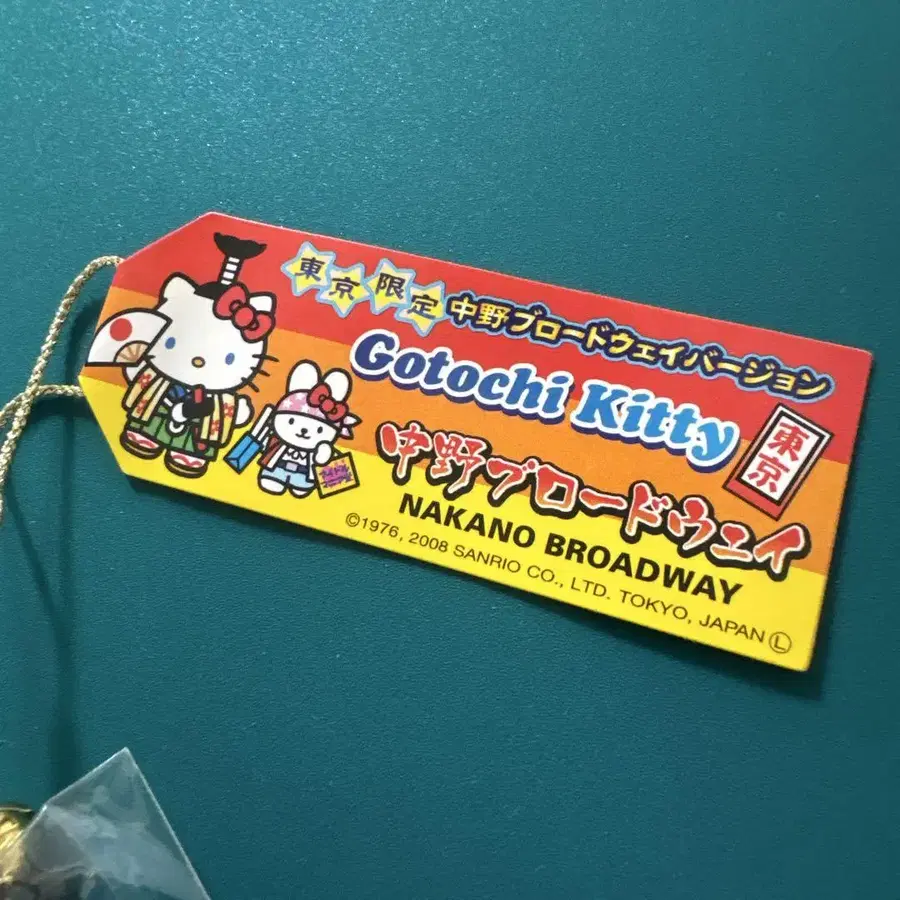 東京限定 中野ブロードウェイバージョン
Gotochi Kitty
東京
中野ブロードウェイ
NAKANO BROADWAY
©1976, 2008 SANRIO CO., LTD. TOKYO, JAPAN Ⓛ